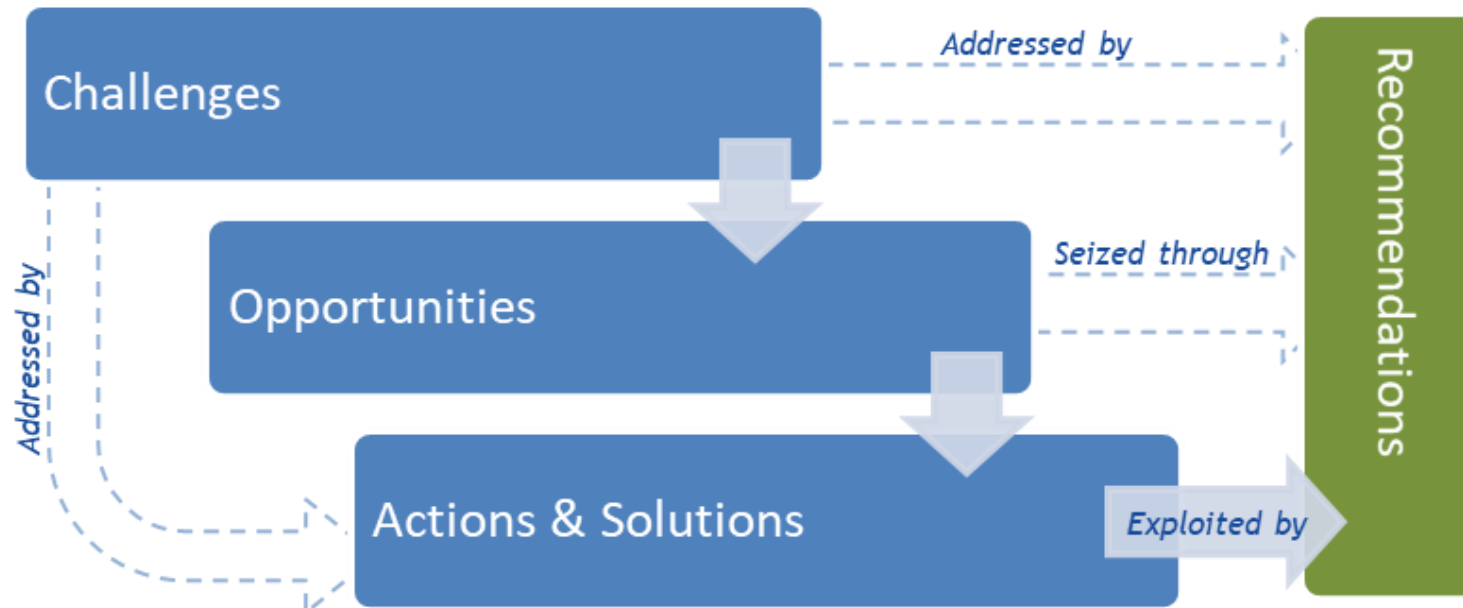 Challenges
Addressed by
Addressed by
Opportunities
Seized through
Actions & Solutions
Exploited by
Recommendations